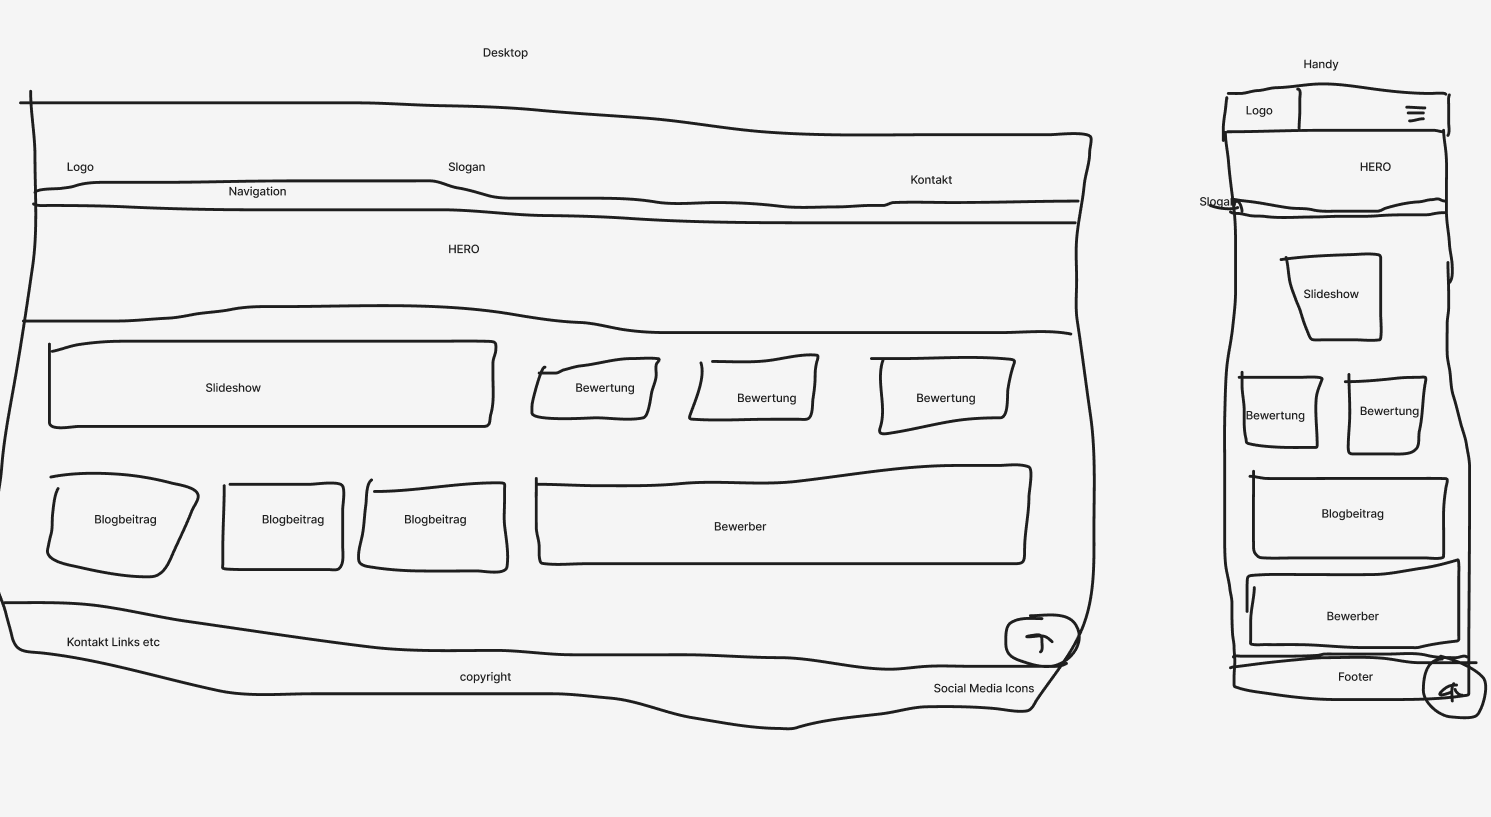 Desktop
Logo
Slogan
Kontakt
Navigation
HERO
Slideshow
Bewertung
Bewertung
Bewertung
Blogbeitrag
Blogbeitrag
Blogbeitrag
Bewerber
Kontakt Links etc
copyright
Social Media Icons
Handy
Logo
HERO
Slogan
Slideshow
Bewertung
Bewertung
Blogbeitrag
Bewerber
Footer